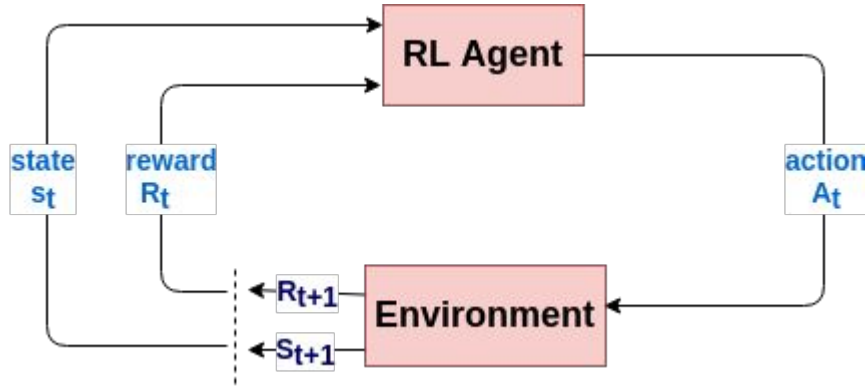 RL Agent
state
st
reward
Rt
action
At
Rt+1
Environment
St+1